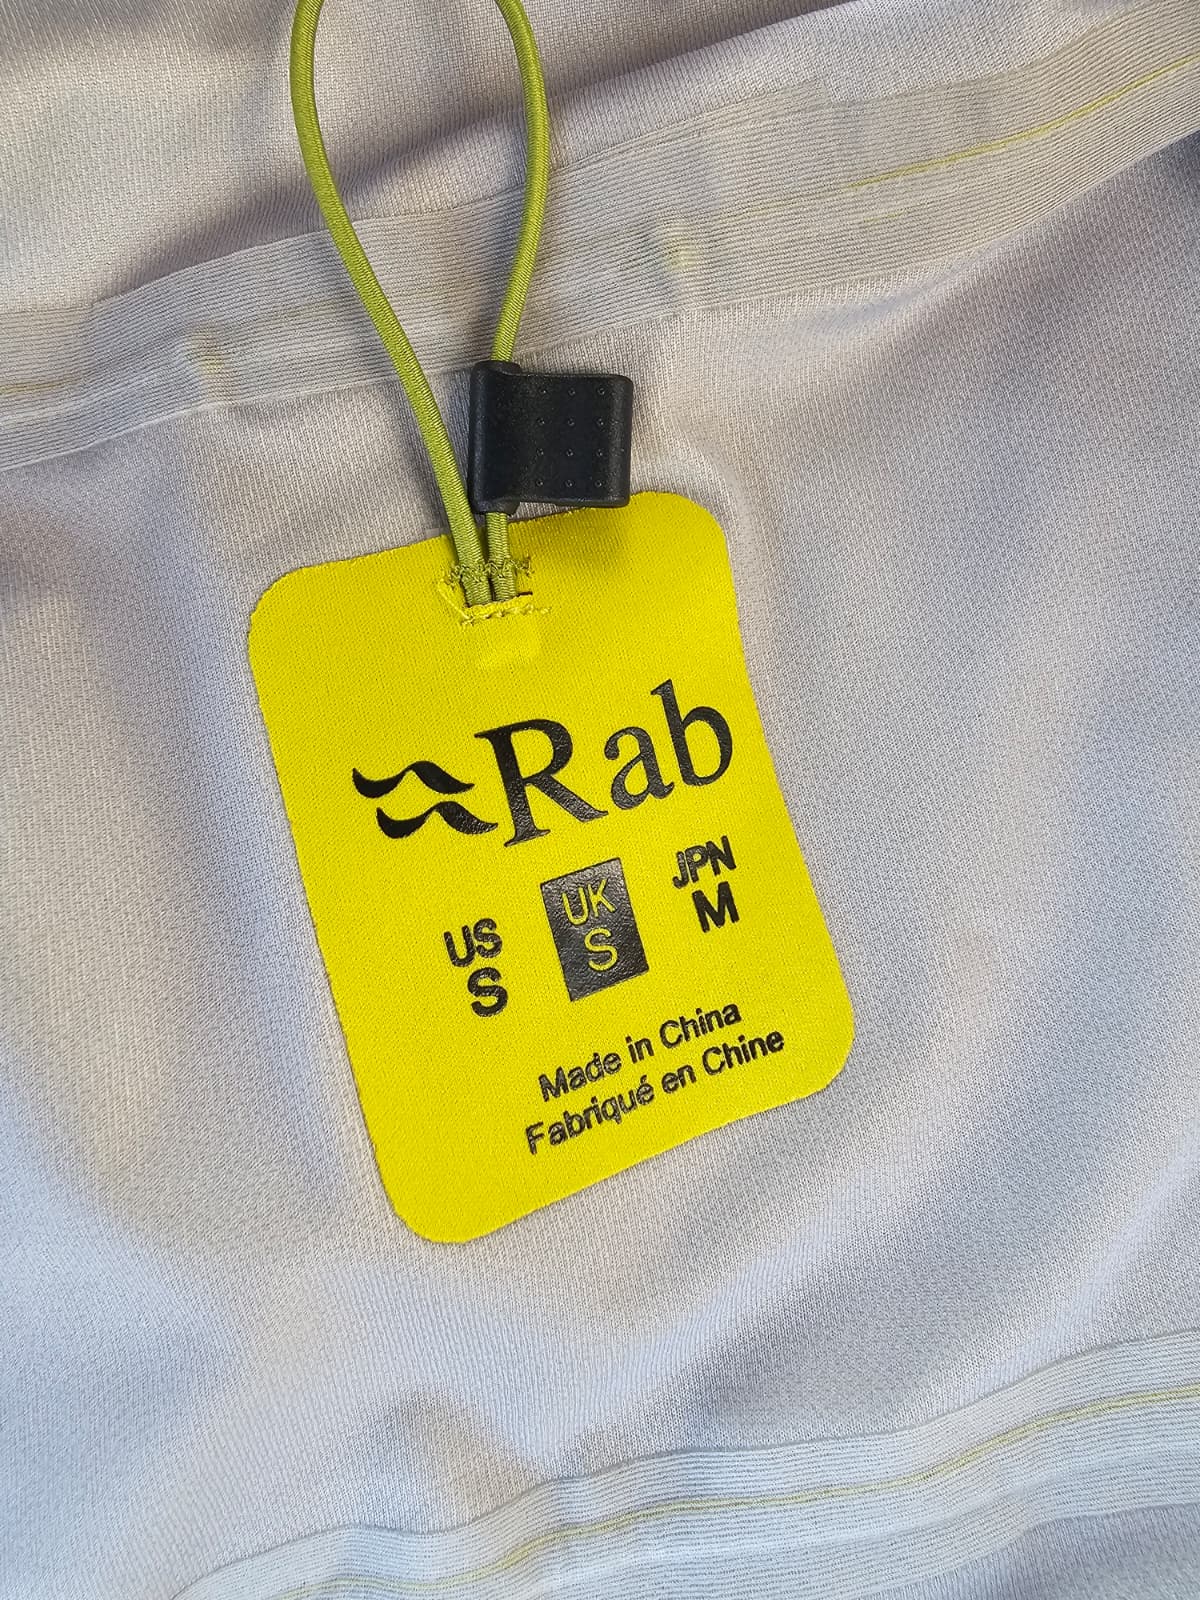 Rab
US UK JPN
S S M
Made in China
Fabriqué en Chine